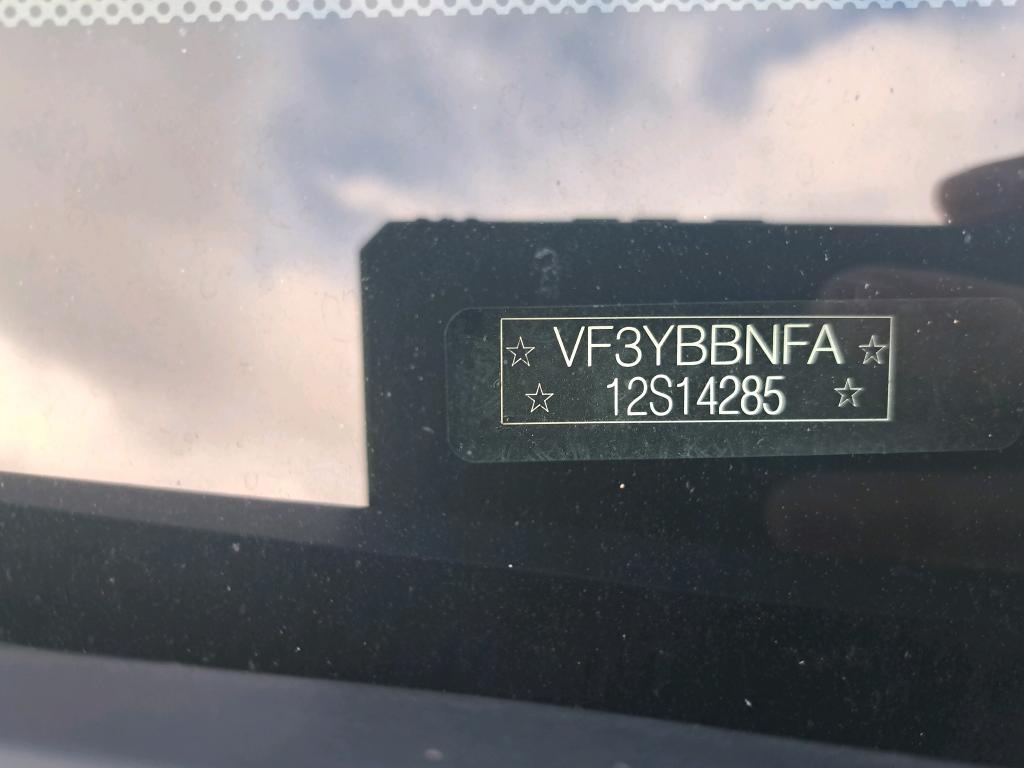 ☆ VF3YBBNFA ☆
☆ 12S14285 ☆